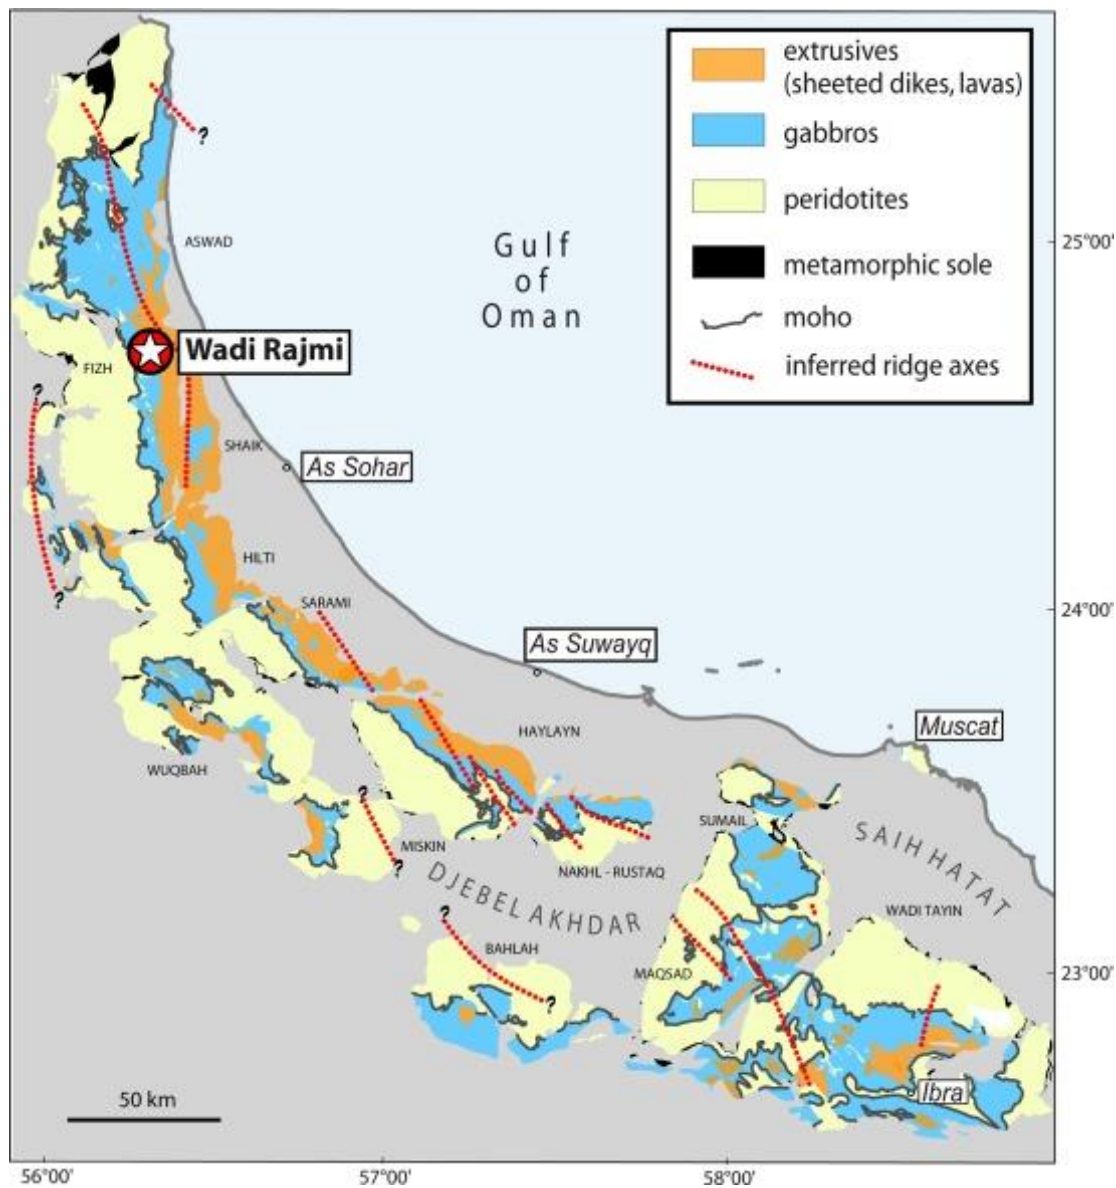 extrusives
(sheeted dikes, lavas)
gabbros
peridotites
metamorphic sole
moho
inferred ridge axes
?
ASWAD
Gulf
of
Oman
25°00'
Wadi Rajmi
FIZH
?
SHAIK
As Sohar
HILTI
?
SARAMI
24°00'
As Suwayq
HAYLAYN
Muscat
WUQBAH
?
SUMAIL
SAIH HATAT
MISKIN
?
NAKHL - RUSTAQ
DJEBEL AKHDAR
?
WADI TAYIN
BAHLAH
MAQSAD
23°00'
?
Ibra
50 km
56°00'
57°00'
58°00'